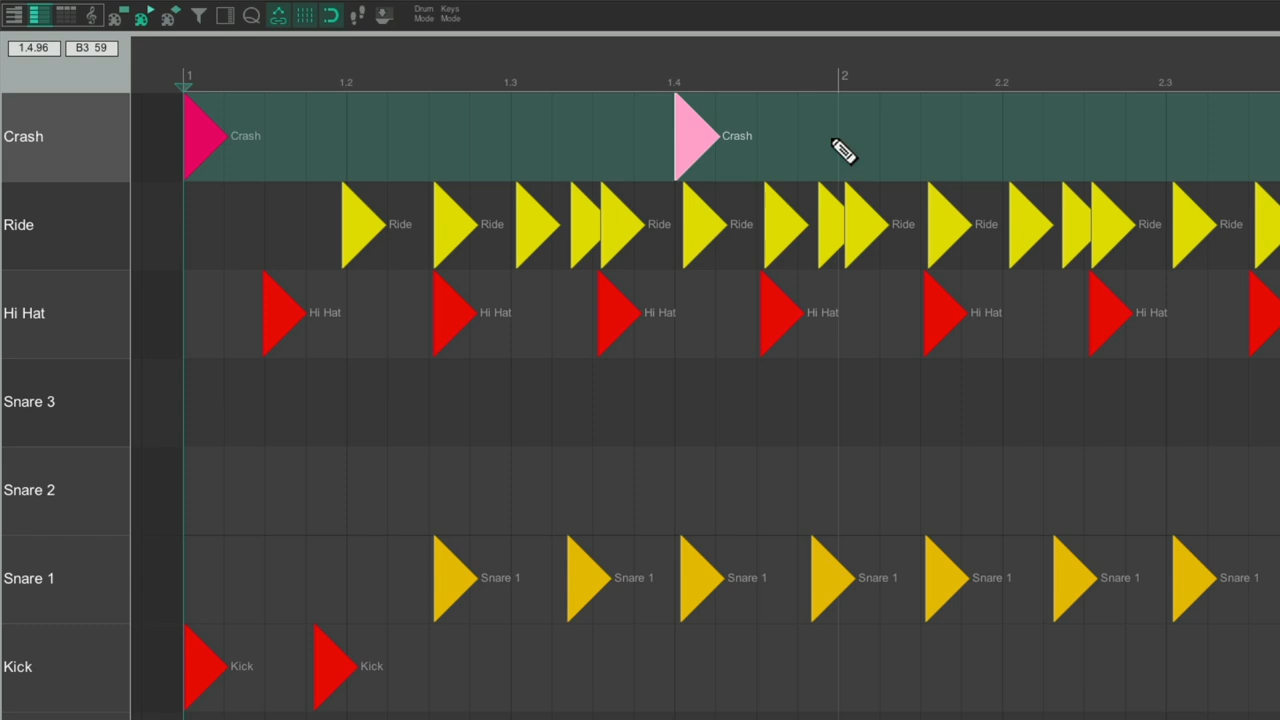 Drum Keys
Mode Mode
1.4.96 B3 59
1 1.2 1.3 1.4 2 2.2 2.3
Crash Crash Crash
Ride Ride Ride Ride Ride Ride Ride Ride Ride
Hi Hat Hi Hat Hi Hat Hi Hat Hi Hat Hi Hat Hi Hat
Snare 3
Snare 2
Snare 1 Snare 1 Snare 1 Snare 1 Snare 1 Snare 1 Snare 1 Snare 1
Kick Kick Kick